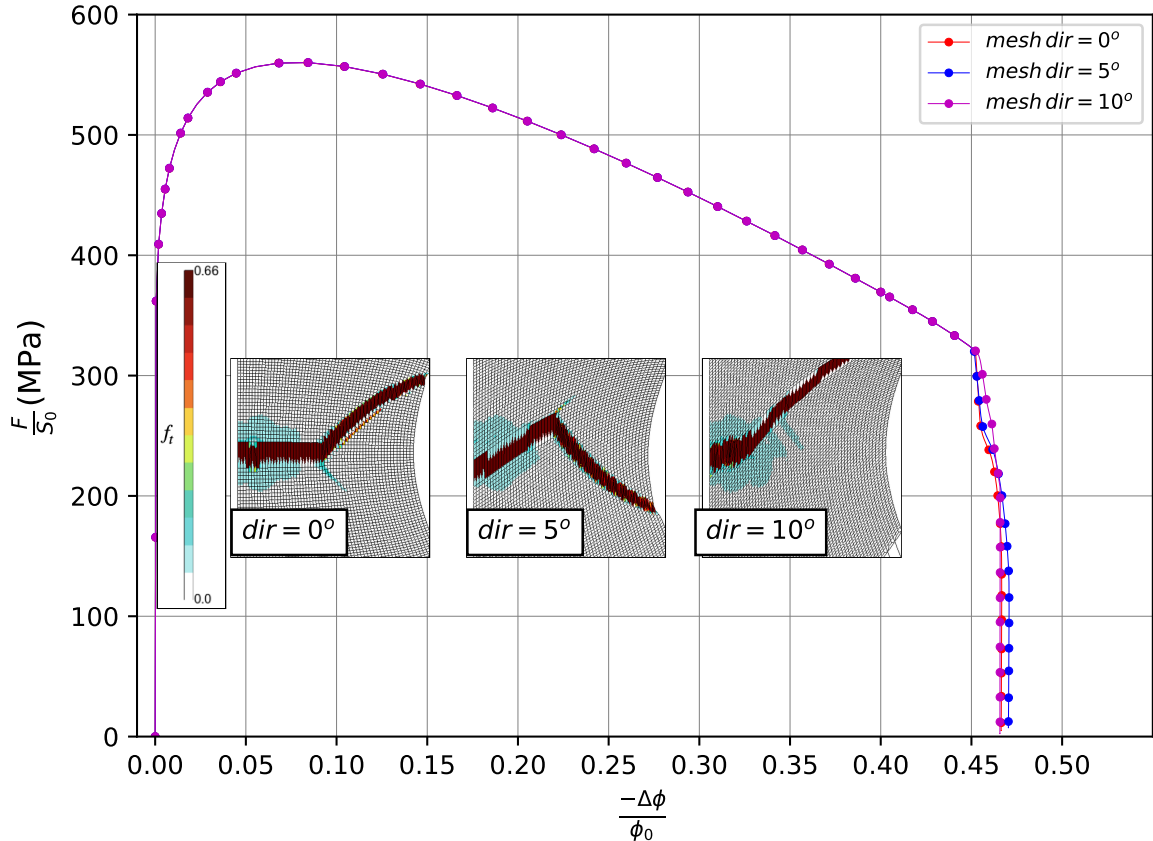 600
500
400
300
200
100
0
F/S₀ (MPa)
mesh dir = 0°
mesh dir = 5°
mesh dir = 10°
0.66
fₜ
0.0
dir = 0°
dir = 5°
dir = 10°
0.00 0.05 0.10 0.15 0.20 0.25 0.30 0.35 0.40 0.45 0.50
−Δϕ/ϕ₀